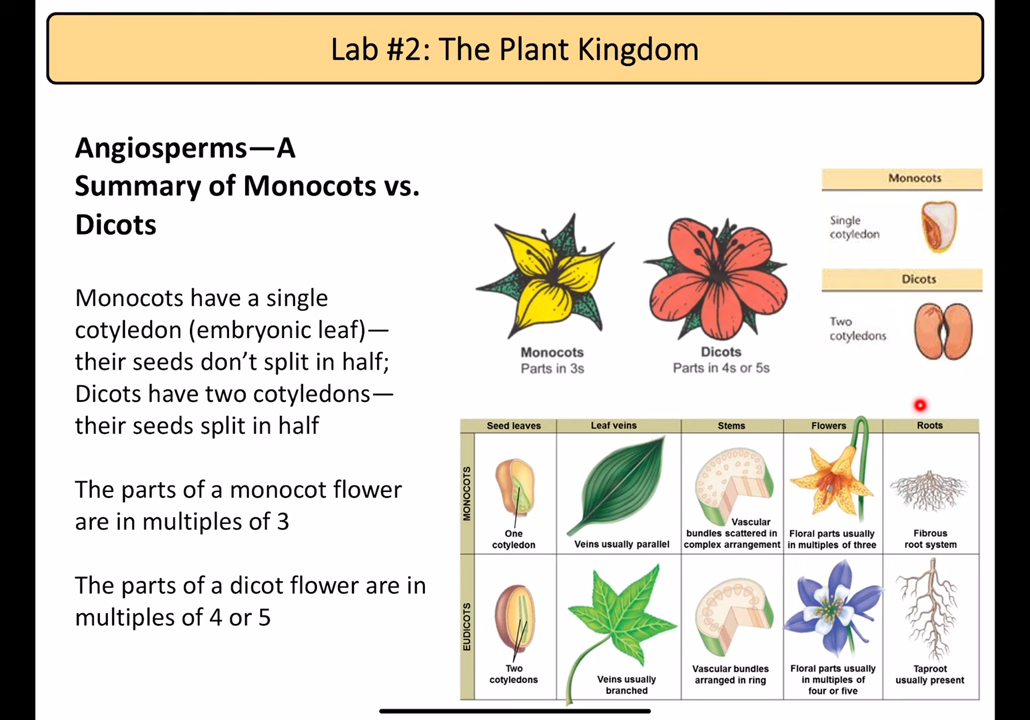 Lab #2: The Plant Kingdom
Angiosperms—A
Summary of Monocots vs.
Dicots
Monocots have a single
cotyledon (embryonic leaf)—
their seeds don’t split in half;
Dicots have two cotyledons—
their seeds split in half
The parts of a monocot flower
are in multiples of 3
The parts of a dicot flower are in
multiples of 4 or 5
Monocots
Parts in 3s
Dicots
Parts in 4s or 5s
Monocots
Single
cotyledon
Dicots
Two
cotyledons
Seed leaves Leaf veins Stems Flowers Roots
MONOCOTS
One
cotyledon
Veins usually parallel
Vascular
bundles scattered in
complex arrangement
Floral parts usually
in multiples of three
Fibrous
root system
EUDICOTS
Two
cotyledons
Veins usually
branched
Vascular bundles
arranged in ring
Floral parts usually
in multiples of
four or five
Taproot
usually present